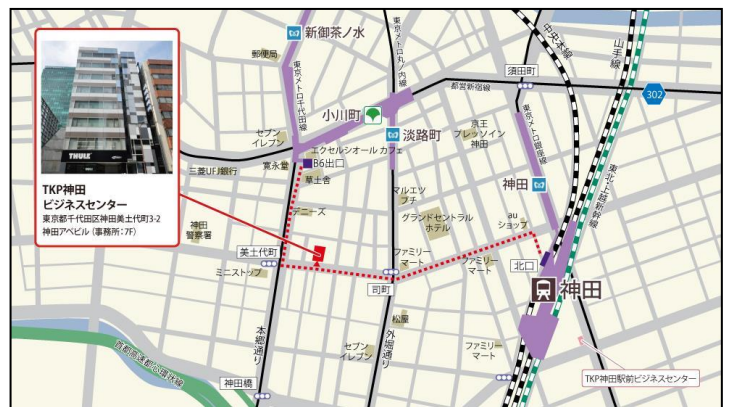 新御茶ノ水
郵便局
東京メトロ千代田線
東京メトロ丸ノ内線
小川町
淡路町
都営新宿線
須田町
中央本線
山手線
302
東京メトロ銀座線
東北・上越新幹線
京王
プレッソイン
神田
セブン
イレブン
エクセルシオール カフェ
B6出口
三菱UFJ銀行
寛永堂
草土舎
デニーズ
マルエツ
プチ
神田
グランドセントラル
ホテル
au
ショップ
神田
警察署
美土代町
ミニストップ
ファミリー
マート
司町
ファミリー
マート
北口
神田
本郷通り
外堀通り
松屋
セブン
イレブン
ファミリー
マート
神田橋
首都高速都心環状線
TKP神田駅前ビジネスセンター
THULE
TKP神田
ビジネスセンター
東京都千代田区神田美土代町3-2
神田アベビル (事務所:7F)